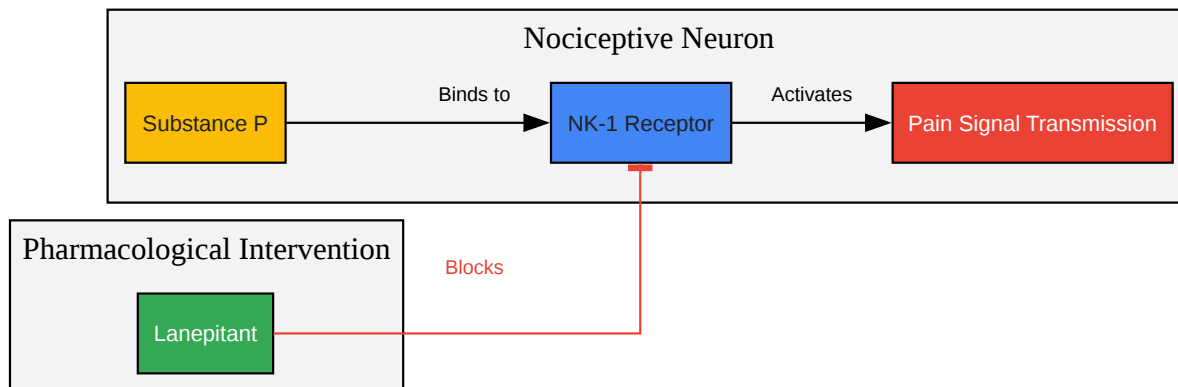 Nociceptive Neuron
Substance P
Binds to
NK-1 Receptor
Activates
Pain Signal Transmission
Pharmacological Intervention
Blocks
Lanepitant